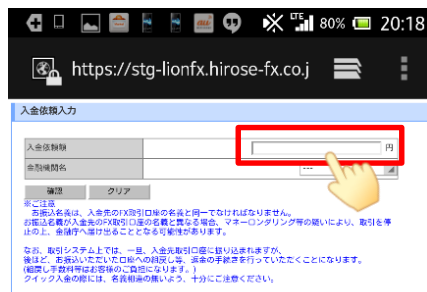 80% 20:18
https://stg-lionfx.hirose-fx.co.j
入金依頼入力
入金依頼額 円
金融機関名 ---
確認 クリア
※ご注意
お振込名義は、入金先のFX取引口座の名義と同一でなければなりません。
お振込名義が入金先のFX取引口座の名義と異なる場合、マネーロンダリング等の疑いにより、取引を停
止の上、金融庁へ届け出ることとなる可能性があります。
なお、取引システム上では、一旦、入金先取引口座に振り込まれますが、
後ほど、お振込いただいた口座への組戻し等、返金の手続きを行っていただくことになります。
(組戻し手数料等はお客様のご負担になります。)
クイック入金の際には、名義相違の無いよう、十分にご注意ください。